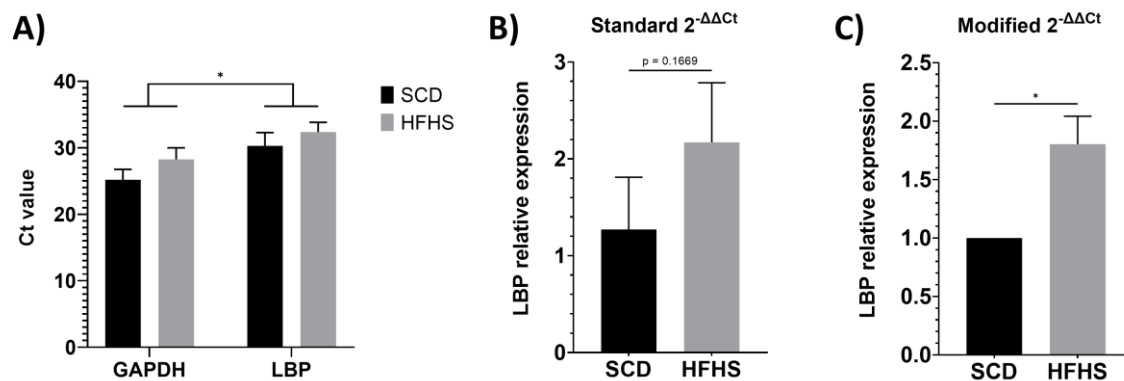 A)
Ct value
40
30
20
10
0
*
GAPDH LBP
SCD
HFHS
B) Standard 2-ΔΔCt
LBP relative expression
3
2
1
0
p = 0.1669
SCD HFHS
C) Modified 2-ΔΔCt
LBP relative expression
2.5
2.0
1.5
1.0
0.5
0.0
*
SCD HFHS